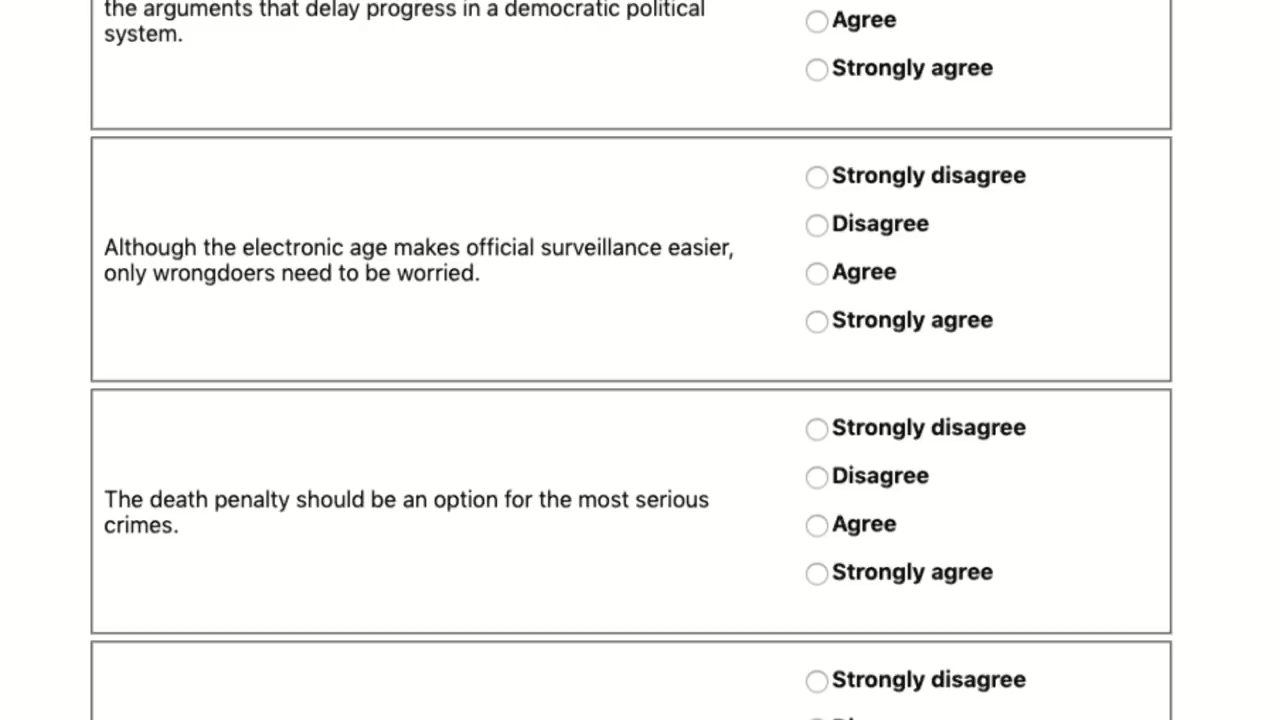 the arguments that delay progress in a democratic political
system.
Agree
Strongly agree
Although the electronic age makes official surveillance easier,
only wrongdoers need to be worried.
Strongly disagree
Disagree
Agree
Strongly agree
The death penalty should be an option for the most serious
crimes.
Strongly disagree
Disagree
Agree
Strongly agree
Strongly disagree